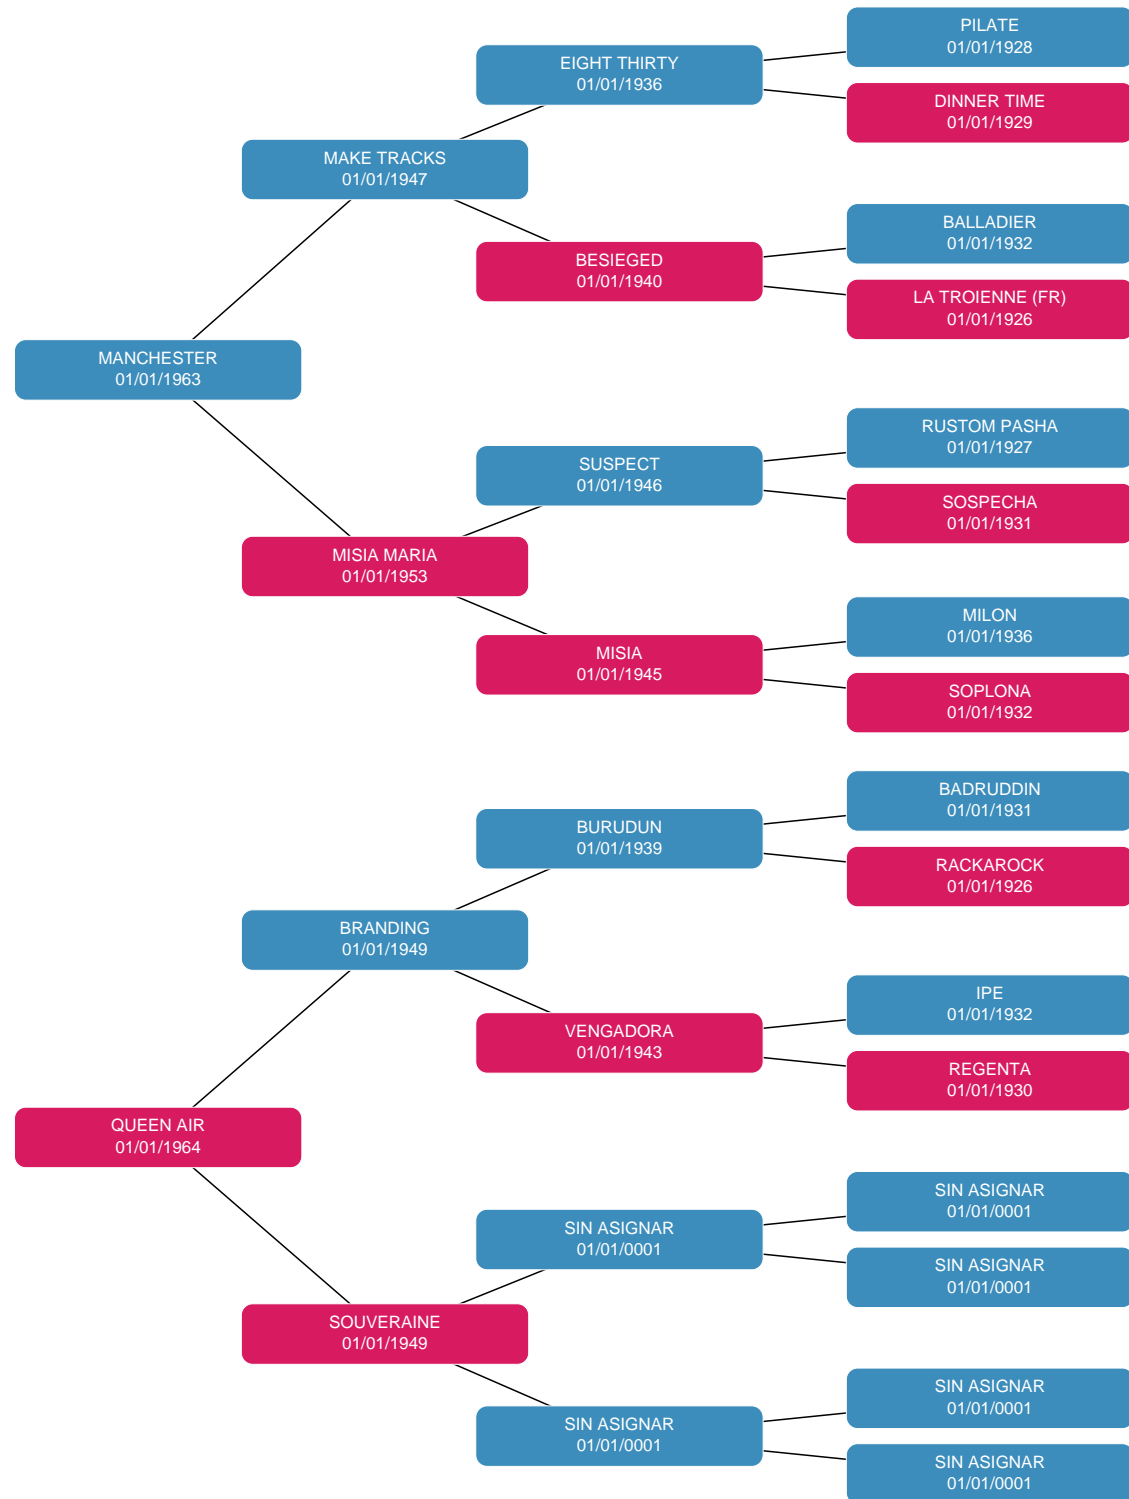 PILATE
01/01/1928
EIGHT THIRTY
01/01/1936
DINNER TIME
01/01/1929
MAKE TRACKS
01/01/1947
BALLADIER
01/01/1932
BESIEGED
01/01/1940
LA TROIENNE (FR)
01/01/1926
MANCHESTER
01/01/1963
RUSTOM PASHA
01/01/1927
SUSPECT
01/01/1946
SOSPECHA
01/01/1931
MISIA MARIA
01/01/1953
MILON
01/01/1936
MISIA
01/01/1945
SOPLONA
01/01/1932
BADRUDDIN
01/01/1931
BURUDUN
01/01/1939
RACKAROCK
01/01/1926
BRANDING
01/01/1949
IPE
01/01/1932
VENGADORA
01/01/1943
REGENTA
01/01/1930
QUEEN AIR
01/01/1964
SIN ASIGNAR
01/01/0001
SIN ASIGNAR
01/01/0001
SIN ASIGNAR
01/01/0001
SOUVERAINE
01/01/1949
SIN ASIGNAR
01/01/0001
SIN ASIGNAR
01/01/0001
SIN ASIGNAR
01/01/0001